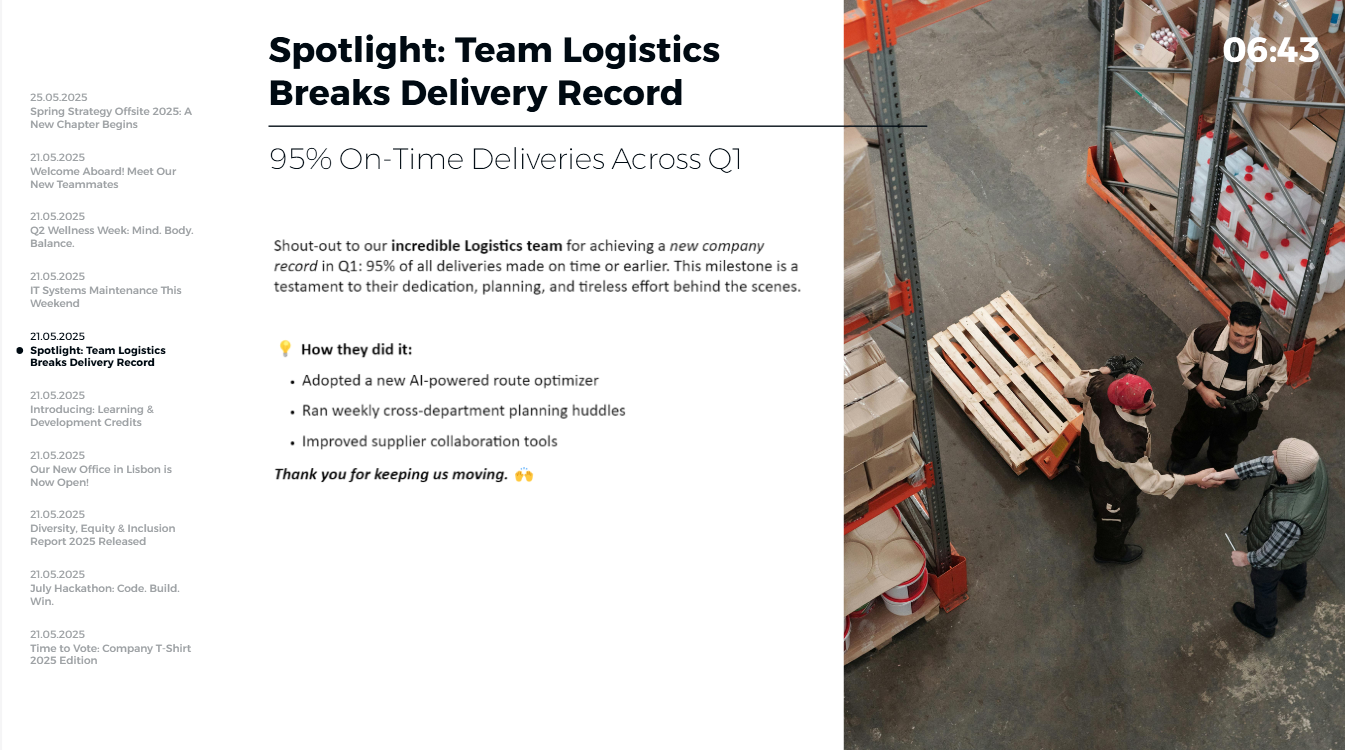 Spotlight: Team Logistics
Breaks Delivery Record
06:43
95% On-Time Deliveries Across Q1
25.05.2025
Spring Strategy Offsite 2025: A
New Chapter Begins
21.05.2025
Welcome Aboard! Meet Our
New Teammates
21.05.2025
Q2 Wellness Week: Mind. Body.
Balance.
21.05.2025
IT Systems Maintenance This
Weekend
21.05.2025
Spotlight: Team Logistics
Breaks Delivery Record
21.05.2025
Introducing: Learning &
Development Credits
21.05.2025
Our New Office in Lisbon is
Now Open!
21.05.2025
Diversity, Equity & Inclusion
Report 2025 Released
21.05.2025
July Hackathon: Code. Build.
Win.
21.05.2025
Time to Vote: Company T-Shirt
2025 Edition
Shout-out to our incredible Logistics team for achieving a new company
record in Q1: 95% of all deliveries made on time or earlier. This milestone is a
testament to their dedication, planning, and tireless effort behind the scenes.
💡 How they did it:
• Adopted a new AI-powered route optimizer
• Ran weekly cross-department planning huddles
• Improved supplier collaboration tools
Thank you for keeping us moving. 🙌